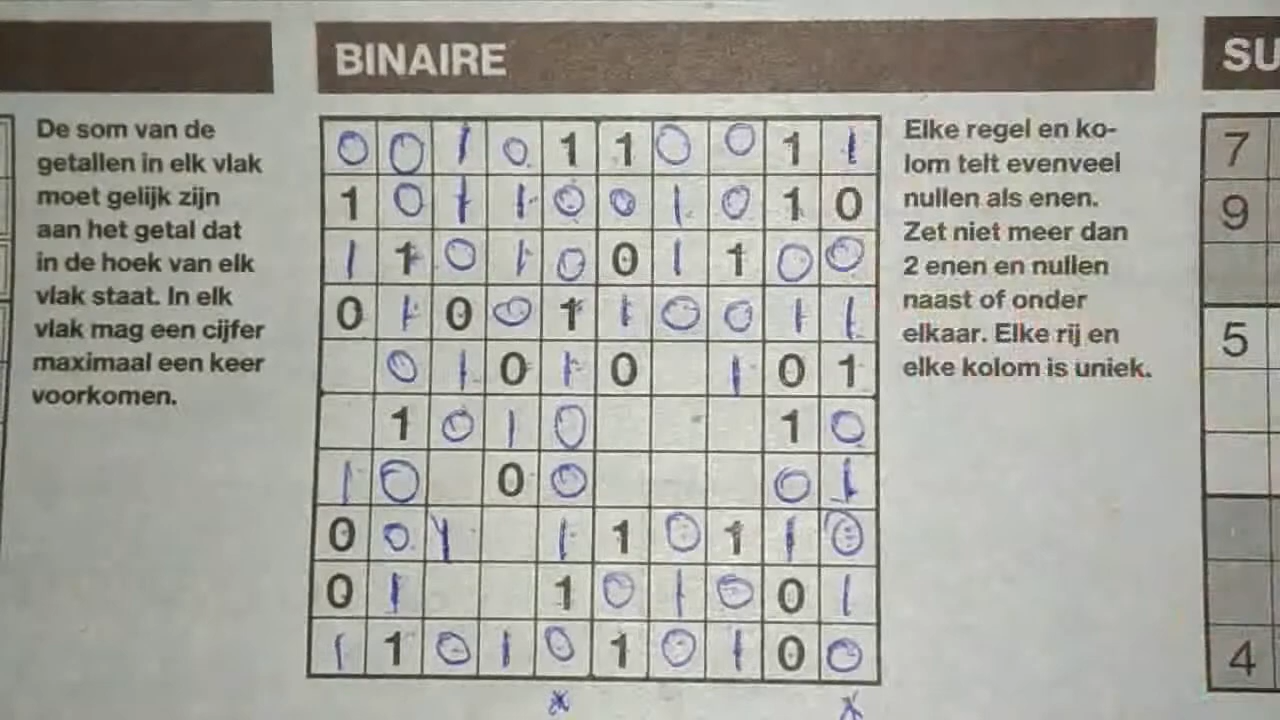 BINAIRE
SU
De som van de
getallen in elk vlak
moet gelijk zijn
aan het getal dat
in de hoek van elk
vlak staat. In elk
vlak mag een cijfer
maximaal een keer
voorkomen.
0 0 1 0 1 1 0 0 1 1
1 0 1 1 0 0 1 0 1 0
1 1 0 1 0 0 1 1 0 0
0 1 0 0 1 1 0 0 1 1
0 1 0 1 0 1 0 1
1 0 1 0 1 0
1 0 0 0 0 1
0 0 1 1 1 0 1 1 0
0 1 1 0 1 0 0 1
1 1 0 1 0 1 0 1 0 0
Elke regel en ko-
lom telt evenveel
nullen als enen.
Zet niet meer dan
2 enen en nullen
naast of onder
elkaar. Elke rij en
elke kolom is uniek.
7
9
5
4